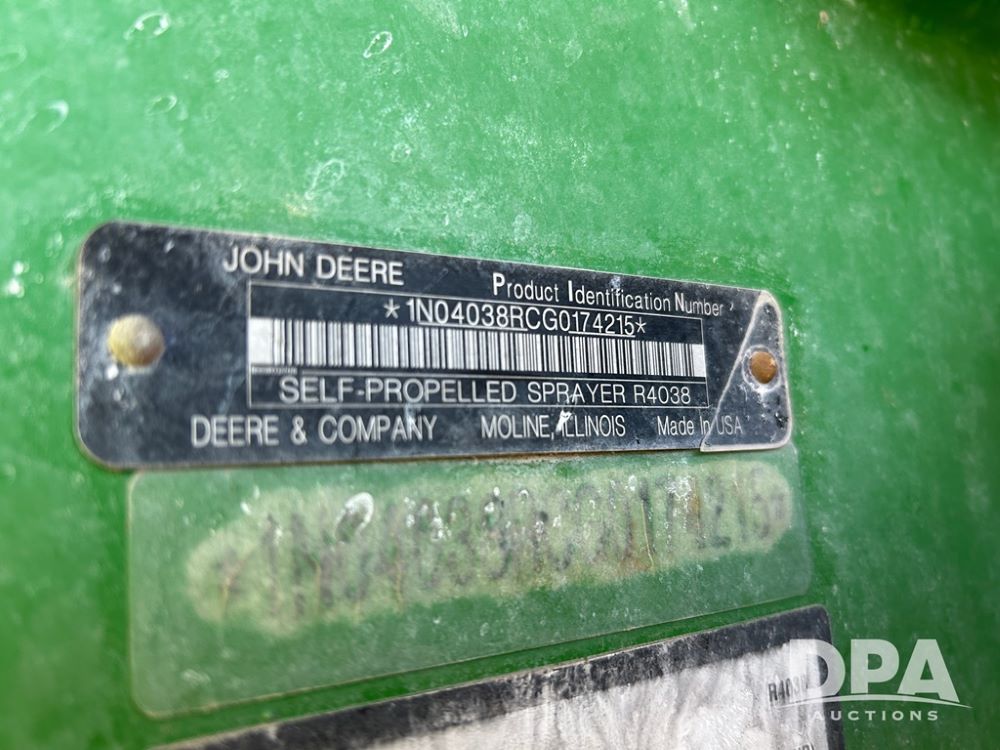 JOHN DEERE Product Identification Number
*1N04038RCG0174215*
SELF-PROPELLED SPRAYER R4038
DEERE & COMPANY MOLINE, ILLINOIS Made in USA
DPA
AUCTIONS